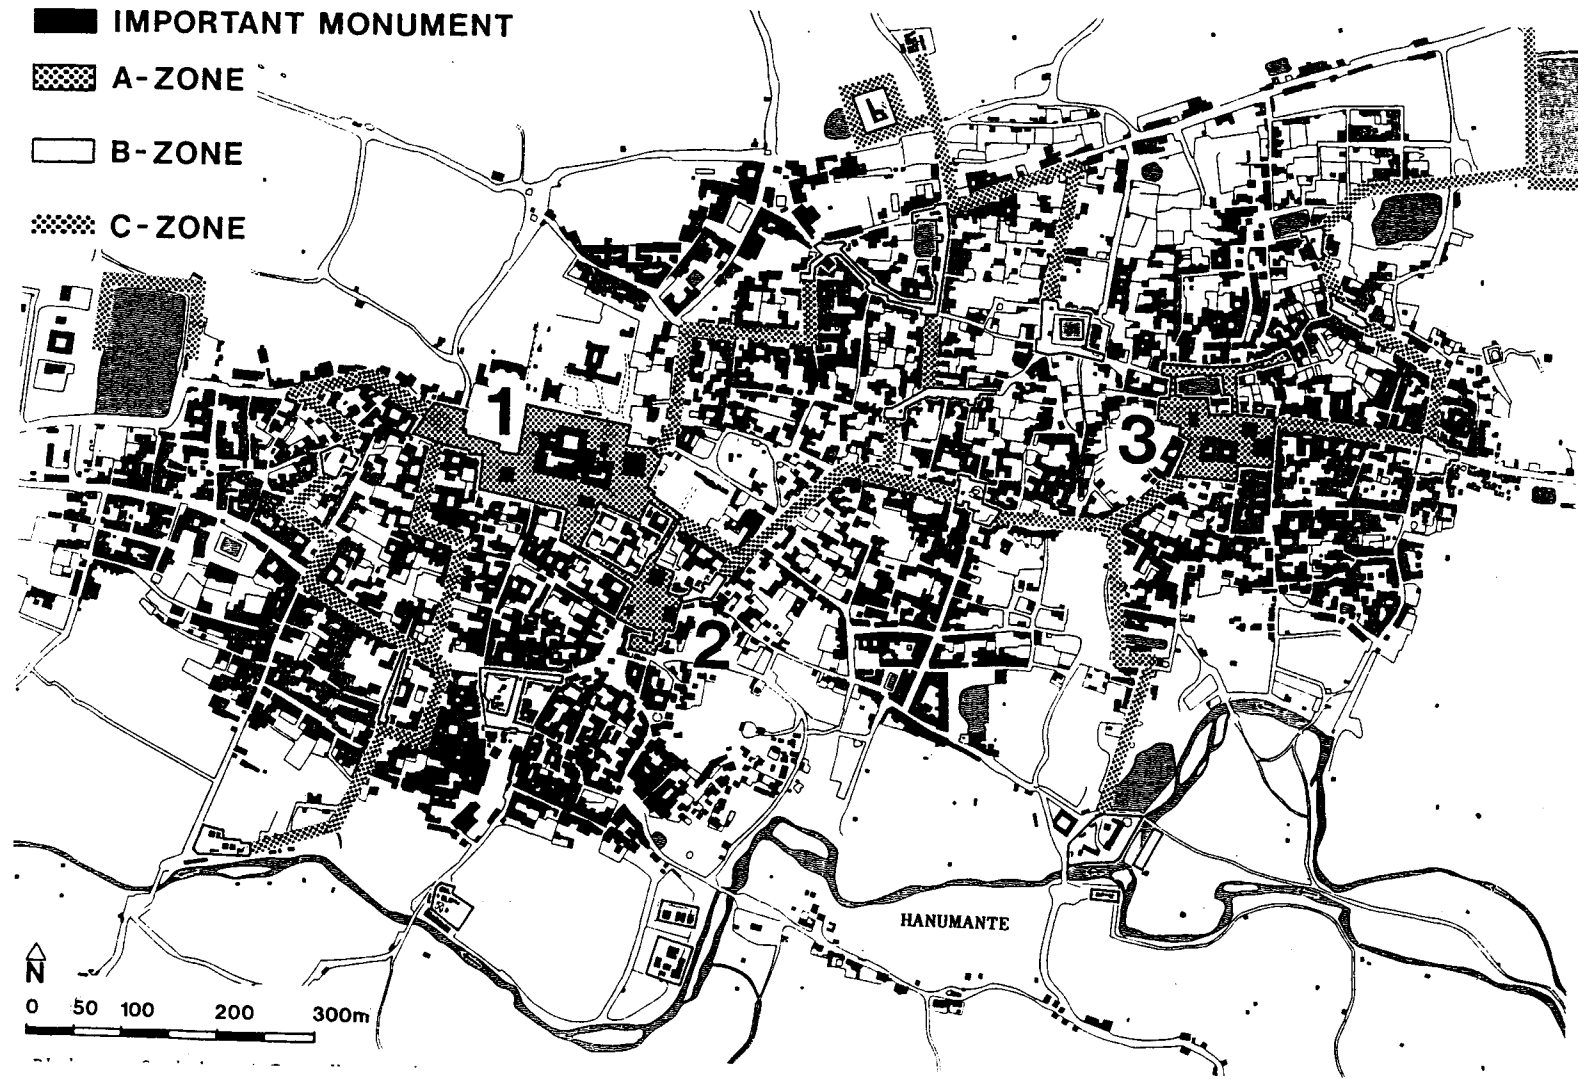 IMPORTANT MONUMENT
A-ZONE
B-ZONE
C-ZONE
1
2
3
HANUMANTE
N
0 50 100 200 300m